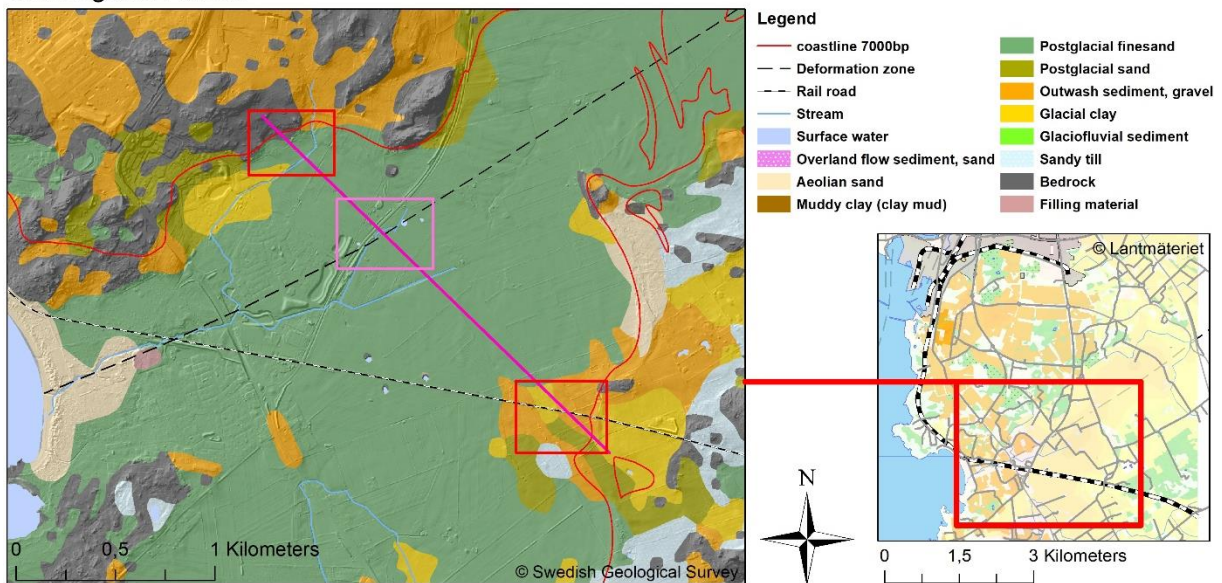 Legend
coastline 7000bp
Deformation zone
Rail road
Stream
Surface water
Overland flow sediment, sand
Aeolian sand
Muddy clay (clay mud)
Postglacial finesand
Postglacial sand
Outwash sediment, gravel
Glacial clay
Glaciofluvial sediment
Sandy till
Bedrock
Filling material
© Lantmäteriet
0 0,5 1 Kilometers
© Swedish Geological Survey
N
0 1,5 3 Kilometers